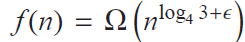 f(n) = Ω(n^{log_4 3+ϵ})